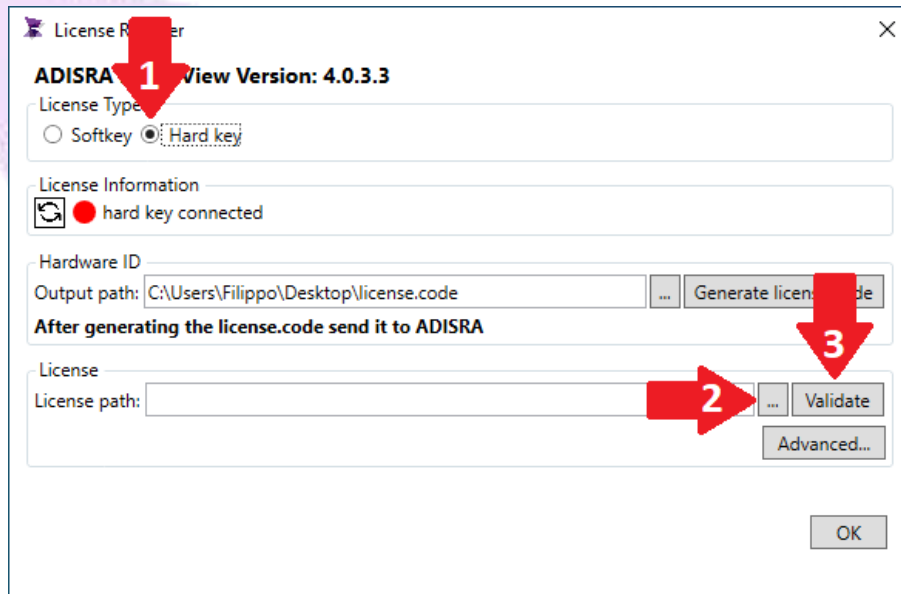 License R er
ADISRA View Version: 4.0.3.3
1
License Type
Softkey Hard key
License Information
hard key connected
Hardware ID
Output path: C:\Users\Filippo\Desktop\license.code ... Generate licen de
After generating the license.code send it to ADISRA
3
License
License path: 2 ... Validate
Advanced...
OK